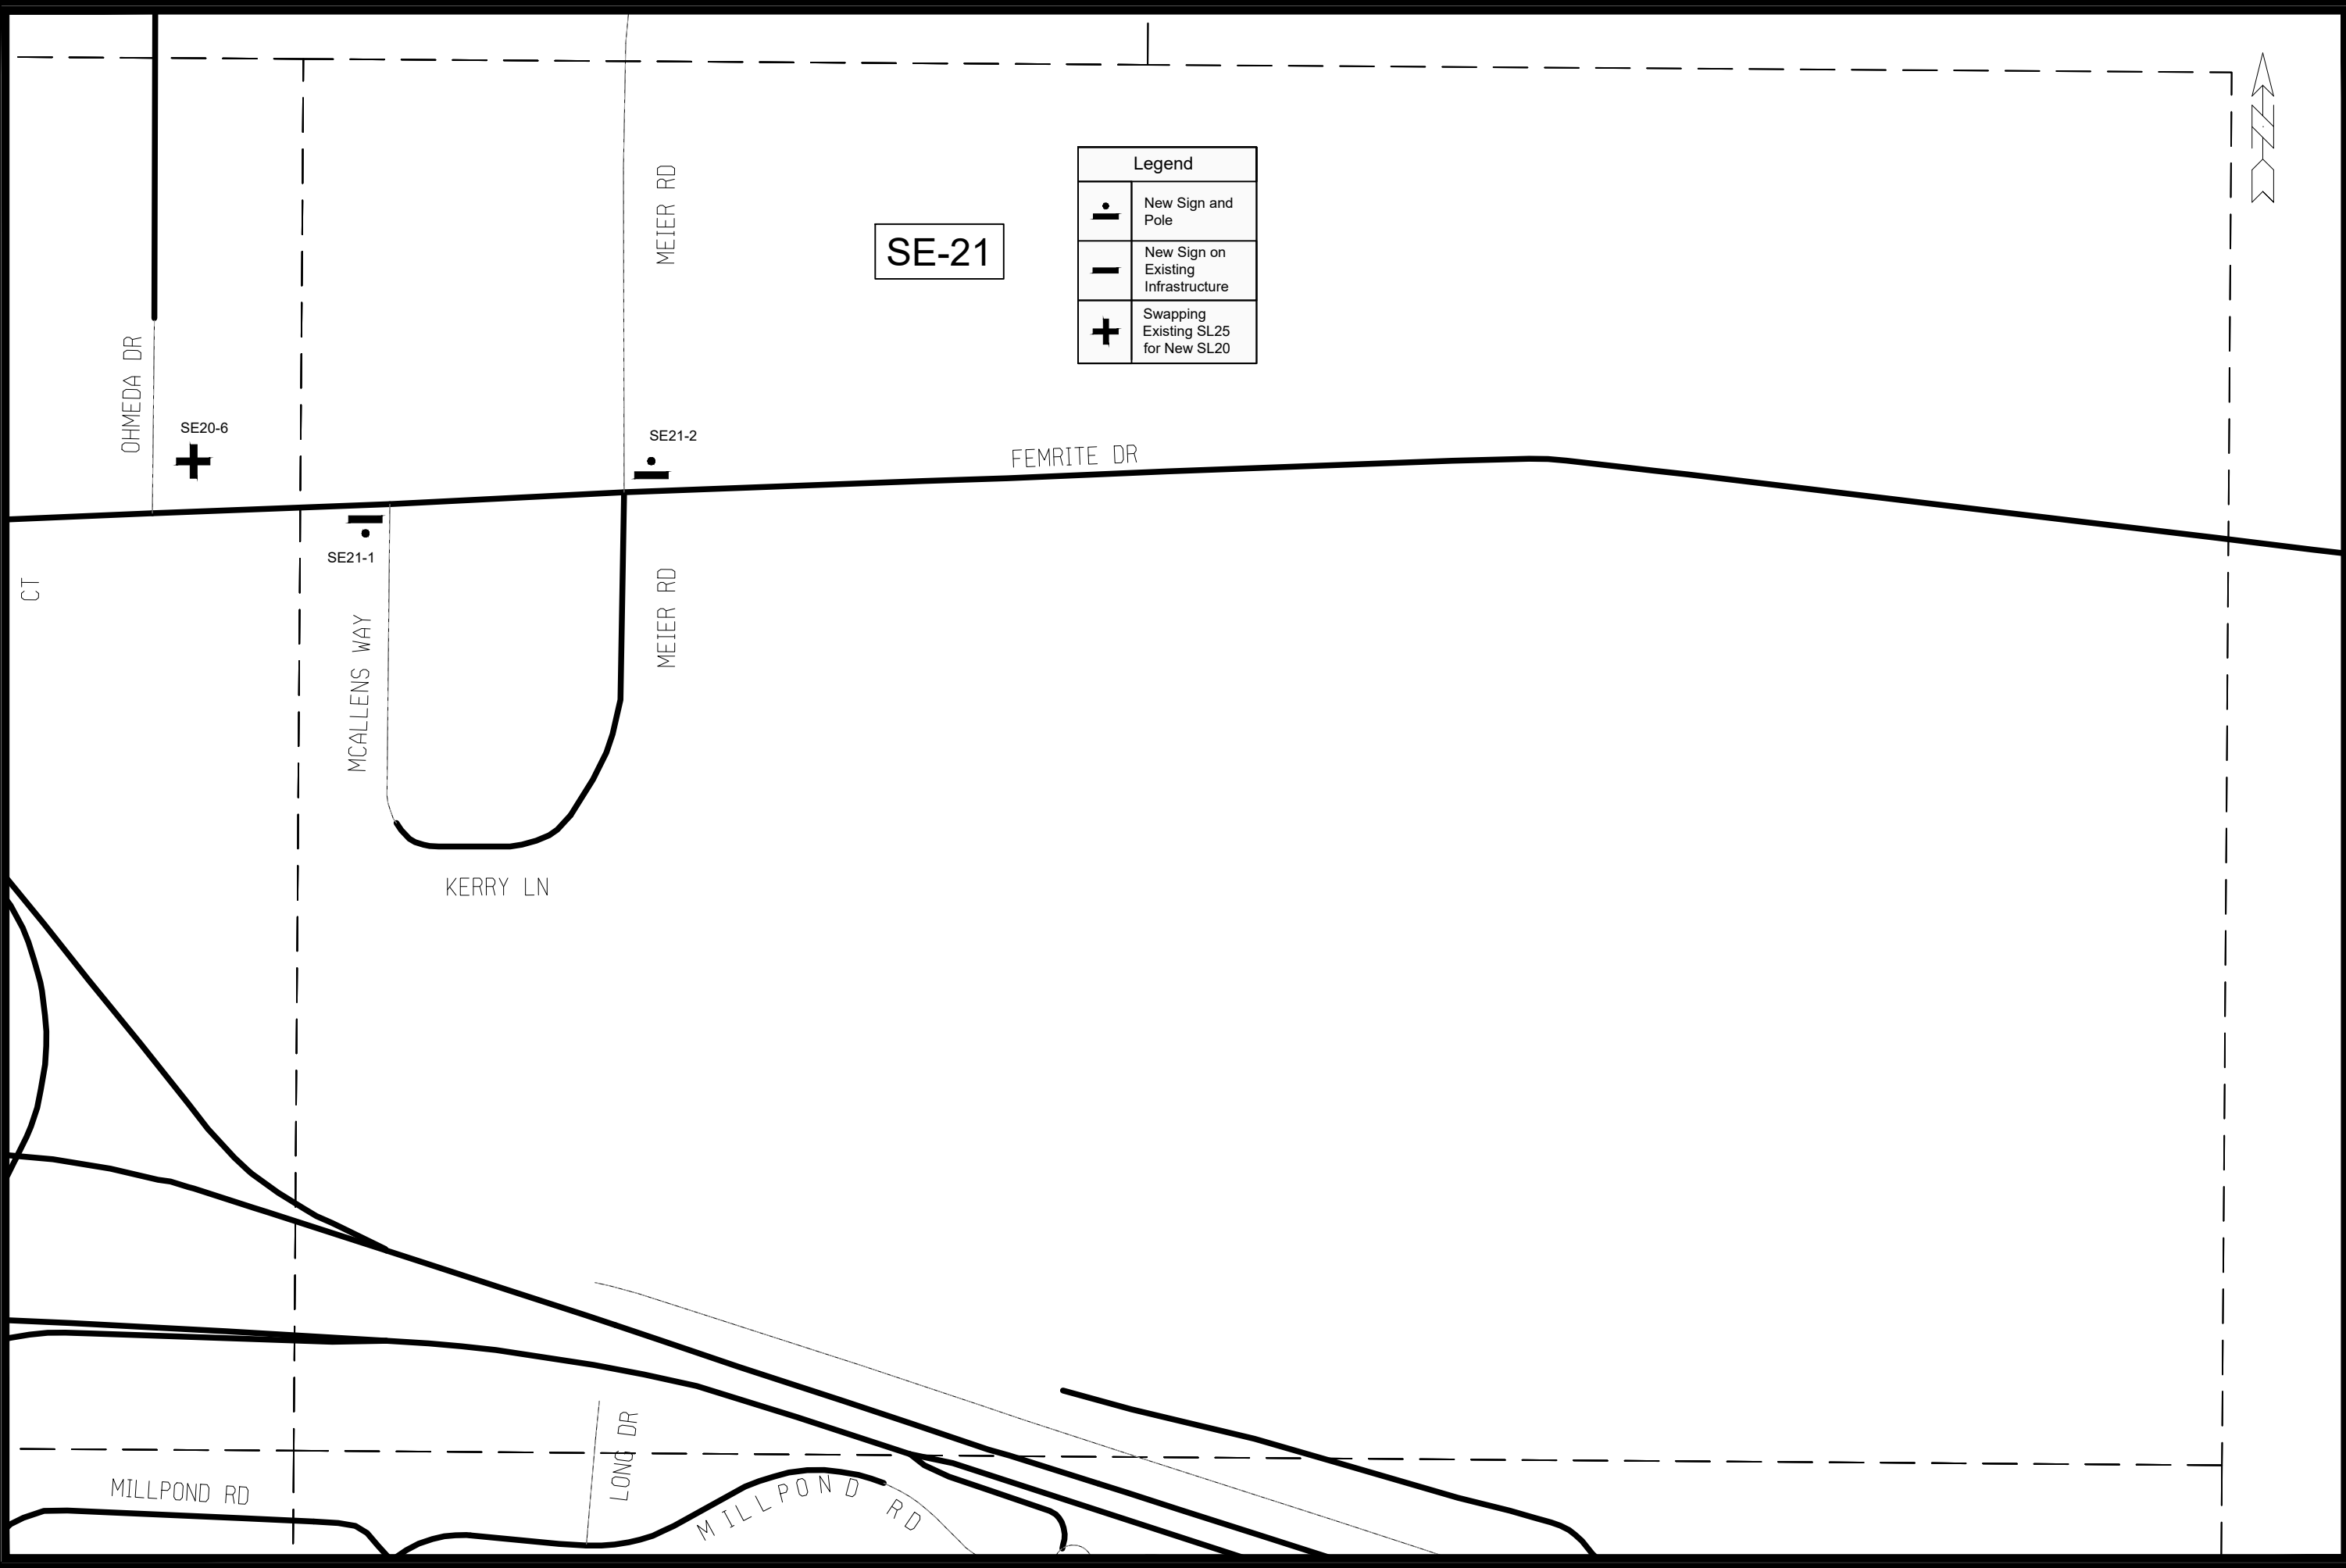 MEIER RD
Legend
New Sign and
Pole
New Sign on
Existing
Infrastructure
Swapping
Existing SL25
for New SL20
SE-21
N
OHMEDA DR
SE20-6
SE21-2
FEMRITE DR
SE21-1
CT
MCALLENS WAY
MEIER RD
KERRY LN
LONG DR
MILLPOND RD
MILLPOND RD